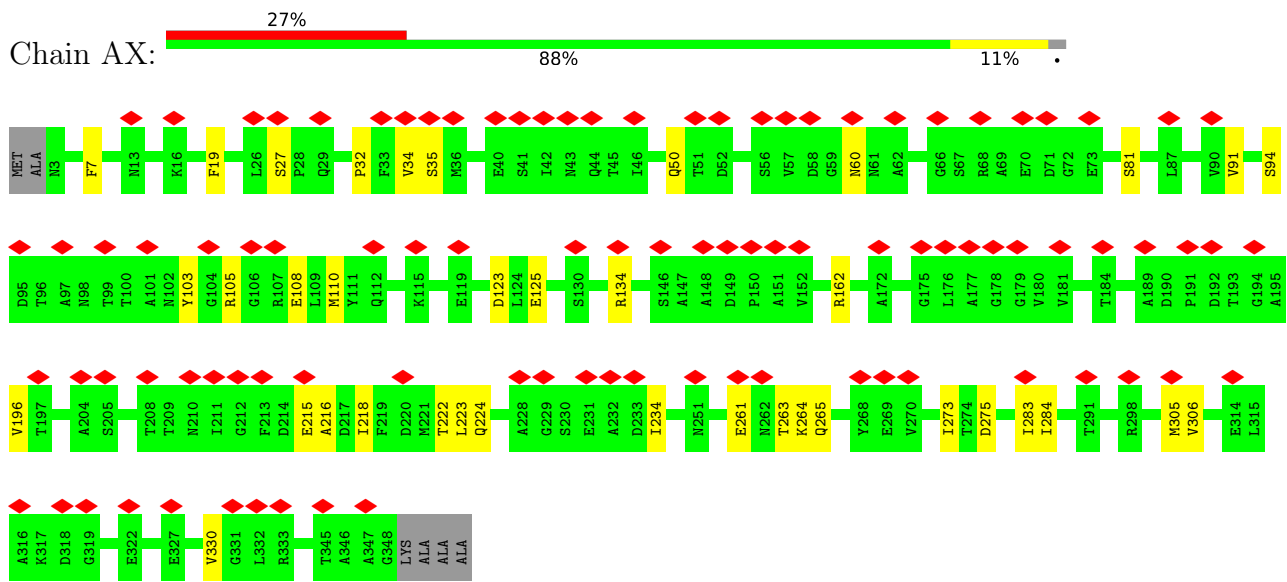 27%
Chain AX:
88%
11%
•
MET ALA N3 F7 N13 K16 F19 L26 S27 P28 Q29 P32 F33 V34 S35 M36 E40 S41 I42 N43 Q44 T45 I46 Q50 T51 D52 S56 V57 D58 G59 N60 N61 A62 G66 S67 R68 A69 E70 D71 G72 E73 S81 L87 V90 V91 S94
D95 T96 A97 N98 T99 T100 A101 N102 Y103 G104 R105 G106 R107 E108 L109 M110 Y111 Q112 K115 E119 D123 L124 E125 S130 R134 S146 A147 A148 D149 P150 A151 V152 R162 A172 G175 L176 A177 G178 G179 V180 V181 T184 A189 D190 P191 D192 T193 G194 A195
V196 T197 A204 S205 T208 T209 N210 I211 G212 F213 D214 E215 A216 D217 I218 F219 D220 M221 T222 L223 Q224 A228 G229 S230 E231 A232 D233 I234 N251 E261 N262 T263 K264 Q265 Y268 E269 V270 I273 T274 D275 I283 I284 T291 R298 M305 V306 E314 L315
A316 K317 D318 G319 E322 E327 V330 G331 L332 R333 T345 A346 A347 G348 LYS ALA ALA ALA